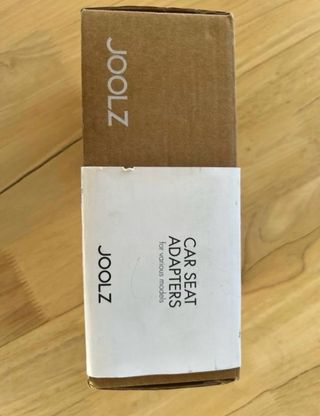 JOOLZ
CAR SEAT
ADAPTERS
for various models
JOOLZ